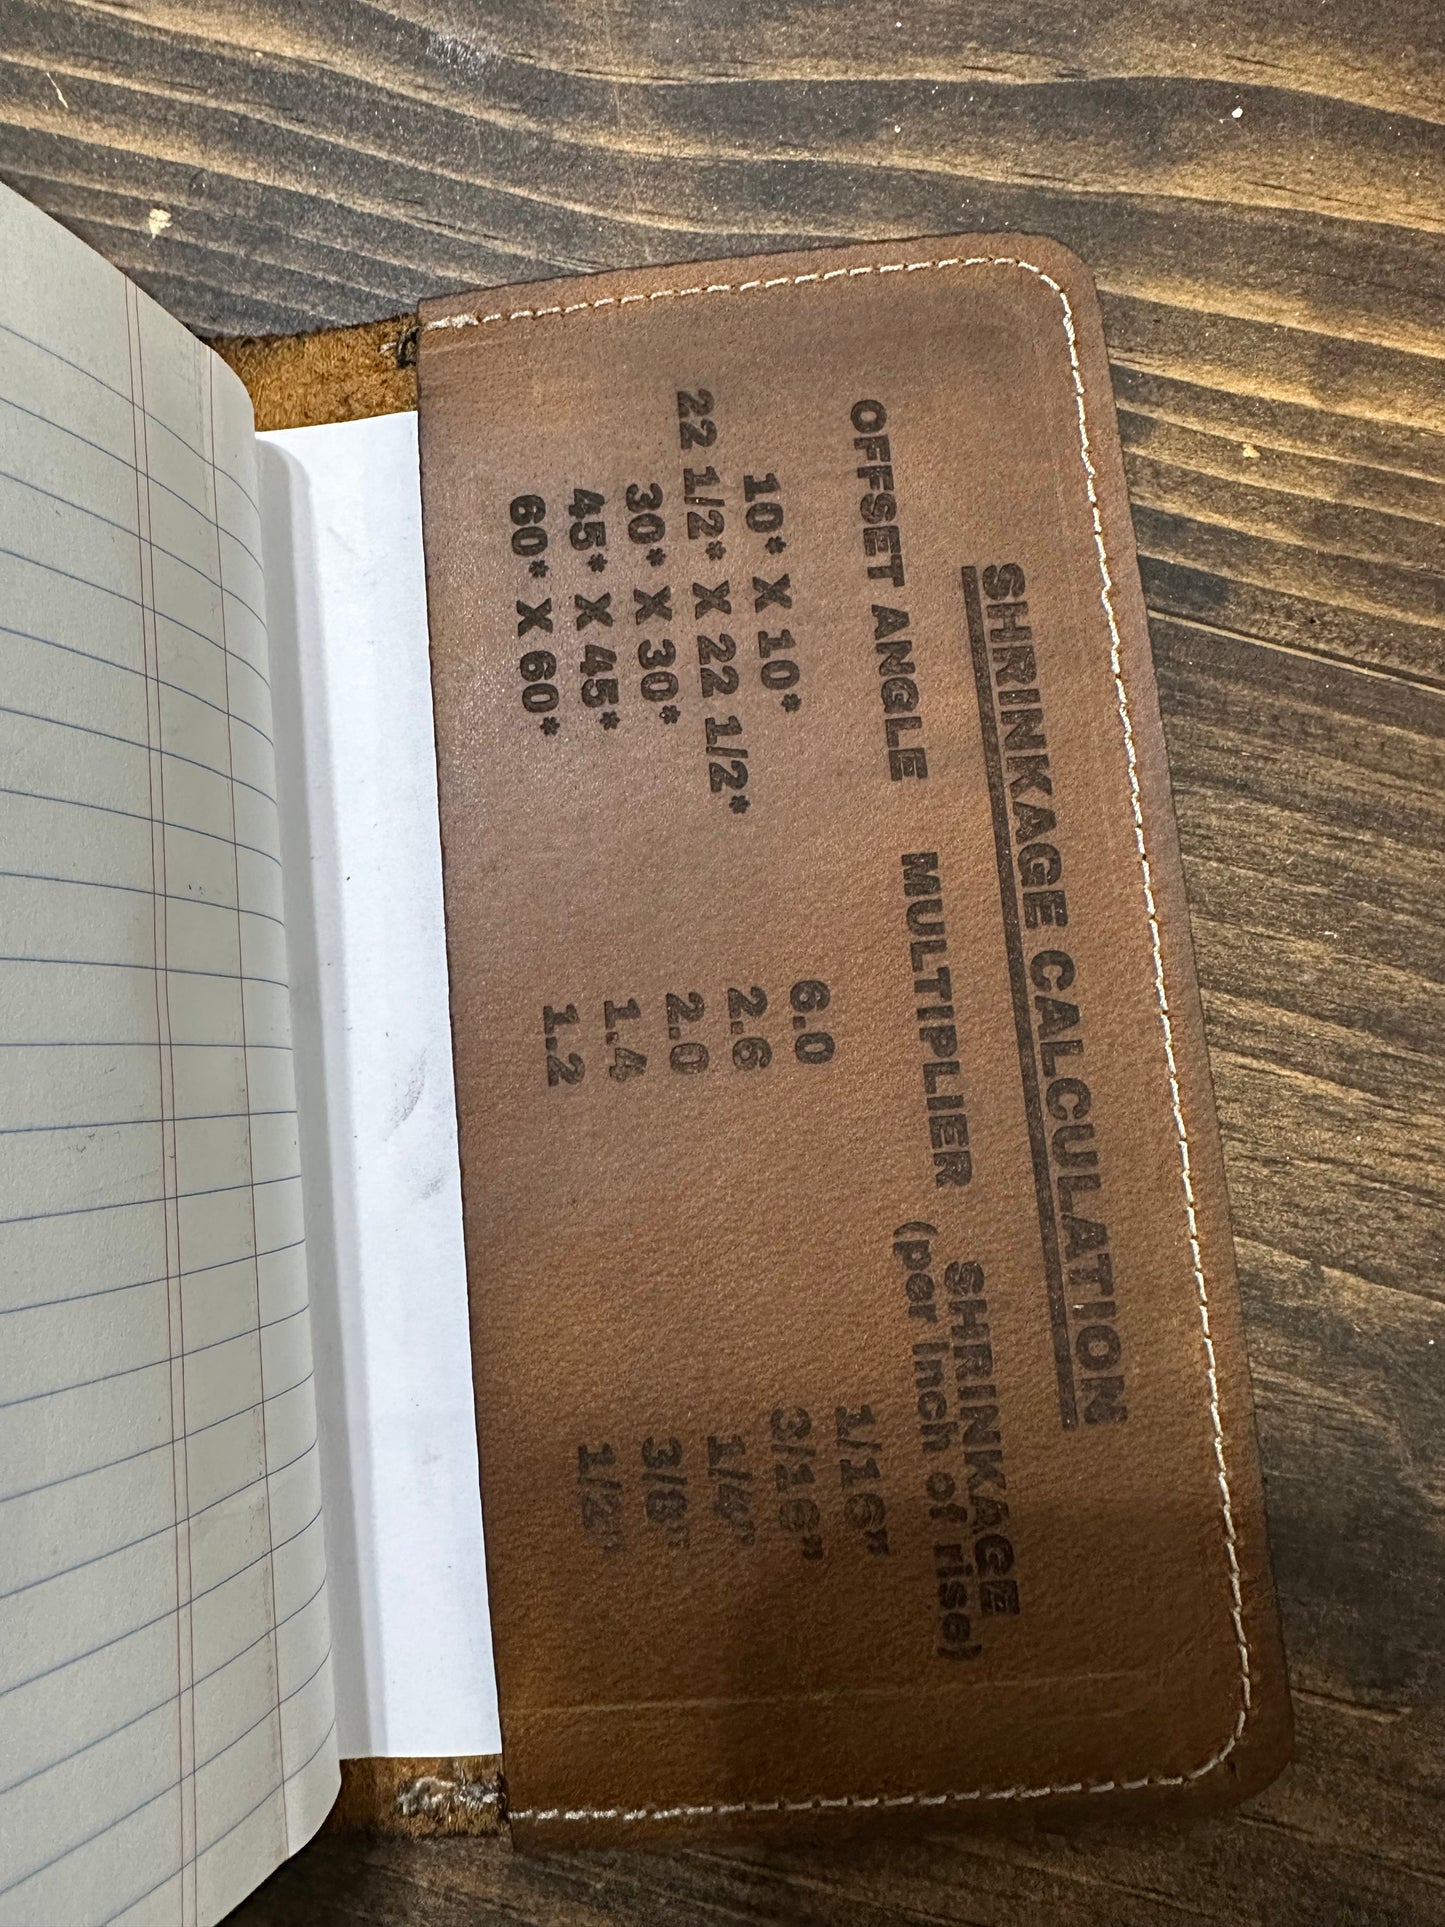 SHRINKAGE CALCULATION
OFFSET ANGLE MULTIPLIER SHRINKAGE
(per inch of rise)
10* X 10* 6.0 1/16"
22 1/2* X 22 1/2* 2.6 3/16"
30* X 30* 2.0 1/4"
45* X 45* 1.4 3/8"
60* X 60* 1.2 1/2"